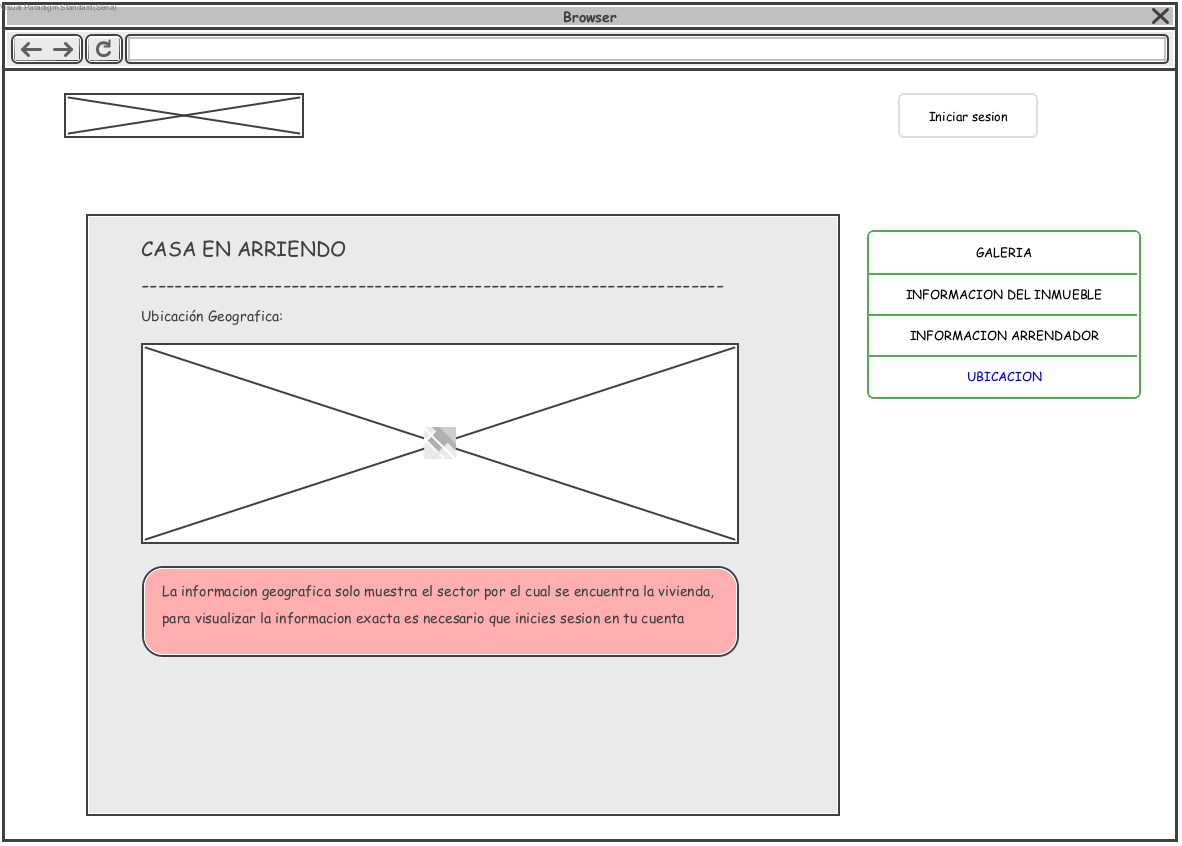 Visual Paradigm Standard(Seria)
Browser
Iniciar sesion
CASA EN ARRIENDO
Ubicación Geografica:
GALERIA
INFORMACION DEL INMUEBLE
INFORMACION ARRENDADOR
UBICACION
La informacion geografica solo muestra el sector por el cual se encuentra la vivienda,
para visualizar la informacion exacta es necesario que inicies sesion en tu cuenta